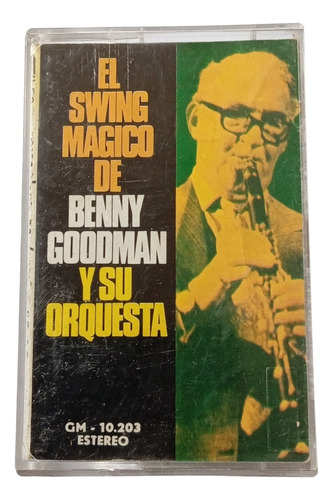 EL
SWING
MAGICO
DE
BENNY
GOODMAN
Y SU
ORQUESTA
GM - 10.203
ESTEREO